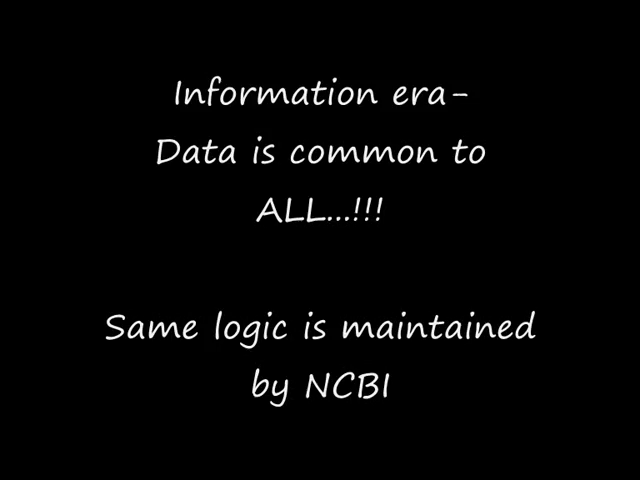 Information era-
Data is common to
ALL...!!!
Same logic is maintained
by NCBI